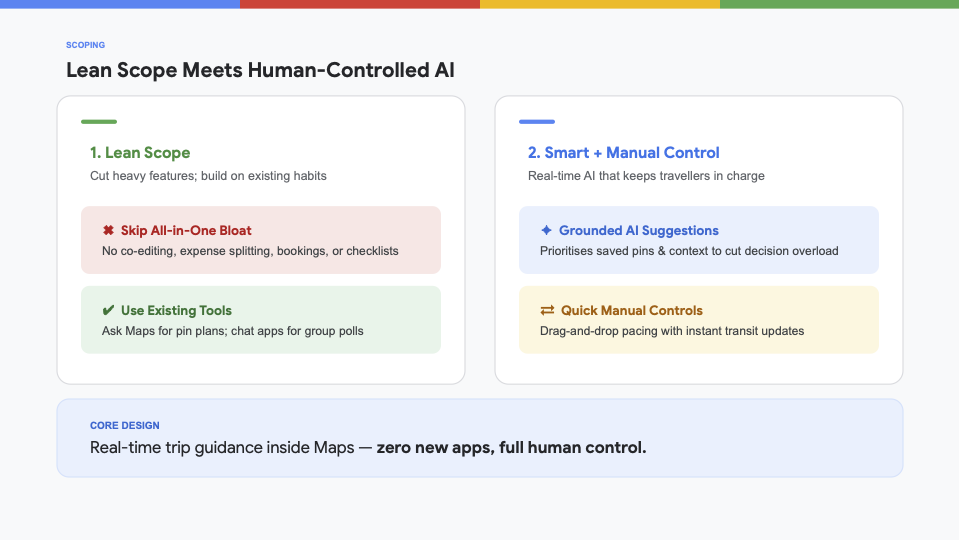 SCOPING
Lean Scope Meets Human-Controlled AI
1. Lean Scope
Cut heavy features; build on existing habits
✖ Skip All-in-One Bloat
No co-editing, expense splitting, bookings, or checklists
✔ Use Existing Tools
Ask Maps for pin plans; chat apps for group polls
2. Smart + Manual Control
Real-time AI that keeps travellers in charge
✦ Grounded AI Suggestions
Prioritises saved pins & context to cut decision overload
⇄ Quick Manual Controls
Drag-and-drop pacing with instant transit updates
CORE DESIGN
Real-time trip guidance inside Maps — zero new apps, full human control.